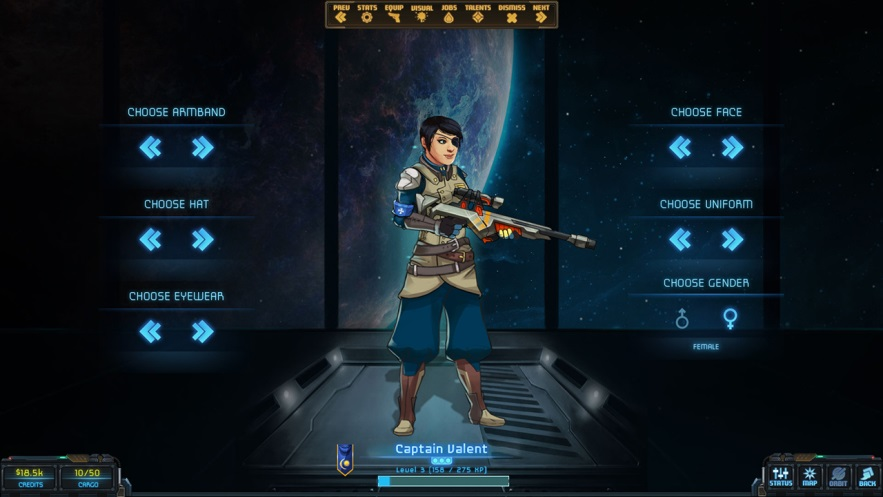 PREV STATS EQUIP VISUAL JOBS TALENTS DISMISS NEXT
CHOOSE ARMBAND
CHOOSE FACE
CHOOSE HAT
CHOOSE UNIFORM
CHOOSE GENDER
CHOOSE EYEWEAR
FEMALE
Captain Valent
Level 3 (158 / 275 XP)
$18.5k
CREDITS
10/50
CARGO
STATUS MAP ORBIT BACK